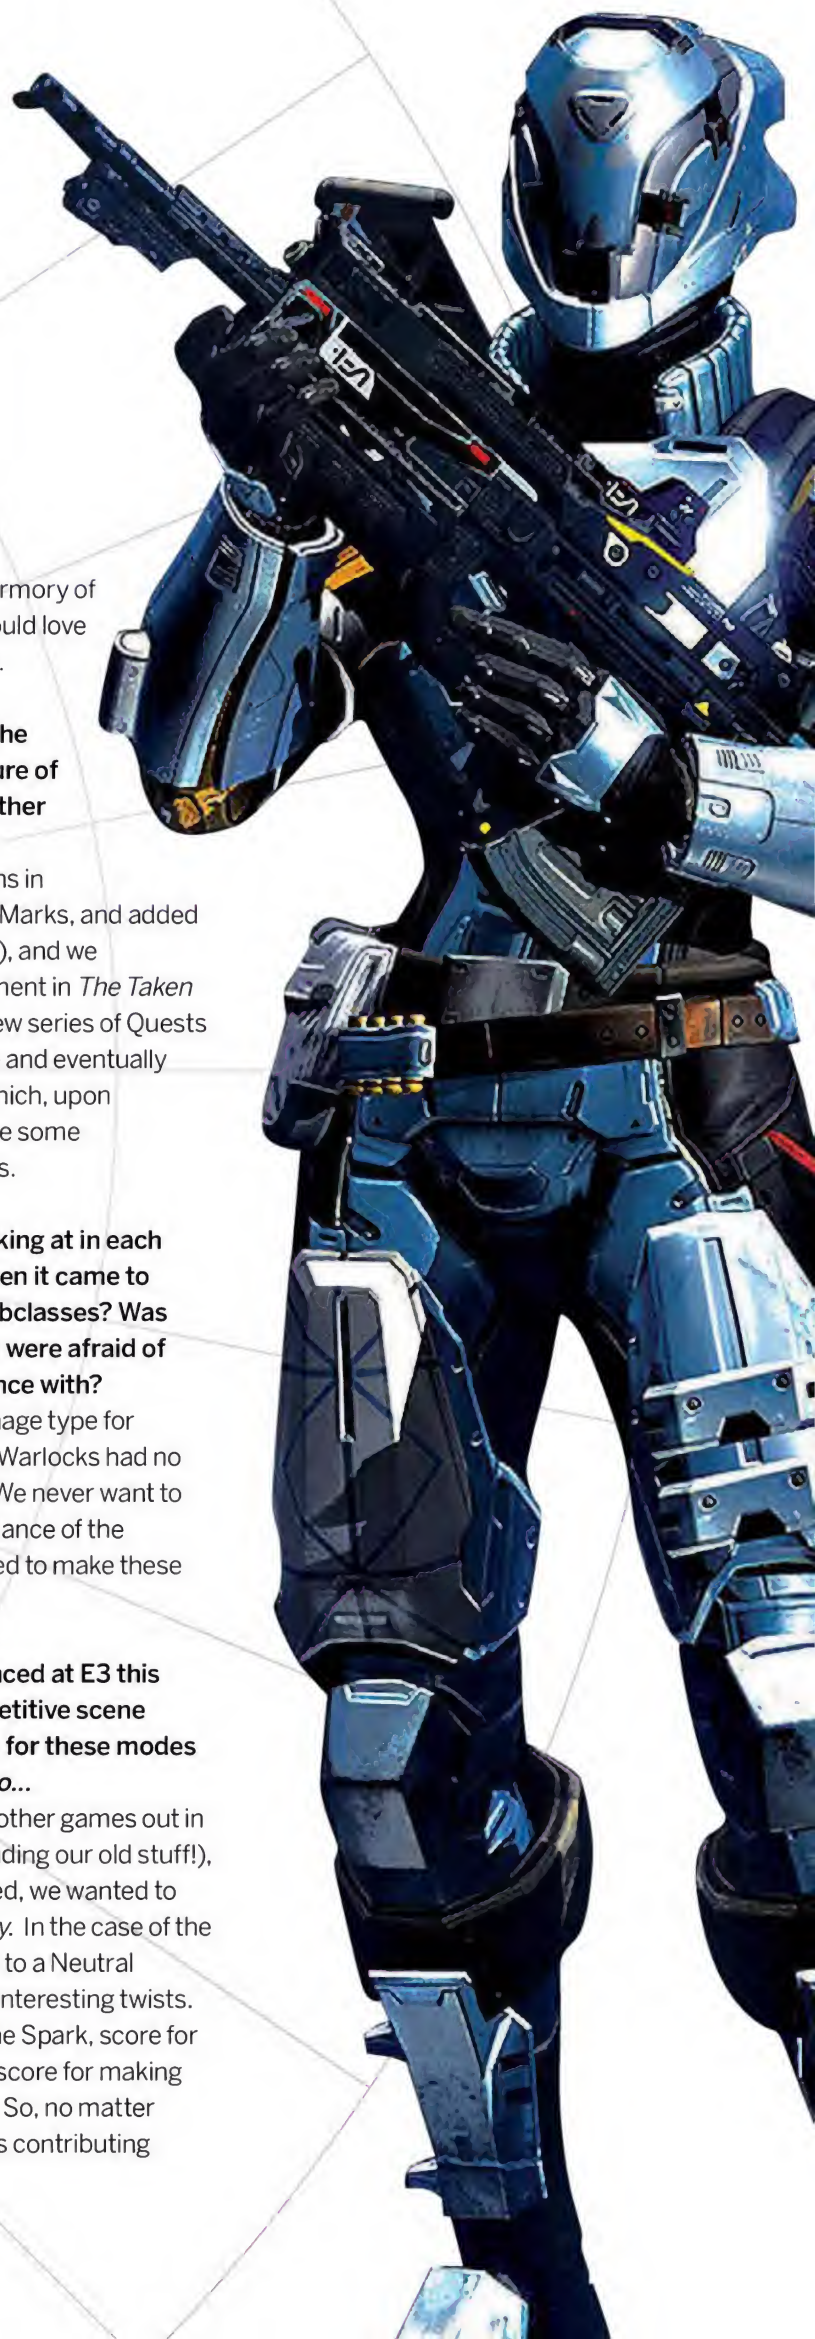 rmory of
ould love
.
he
ure of
ther
ns in
Marks, and added
), and we
nent in The Taken
ew series of Quests
and eventually
hich, upon
e some
s.
king at in each
en it came to
bclasses? Was
were afraid of
nce with?
nage type for
Warlocks had no
We never want to
ance of the
ed to make these
nced at E3 this
petitive scene
for these modes
o...
other games out in
ding our old stuff!),
ed, we wanted to
y. In the case of the
to a Neutral
interesting twists.
ne Spark, score for
score for making
So, no matter
s contributing